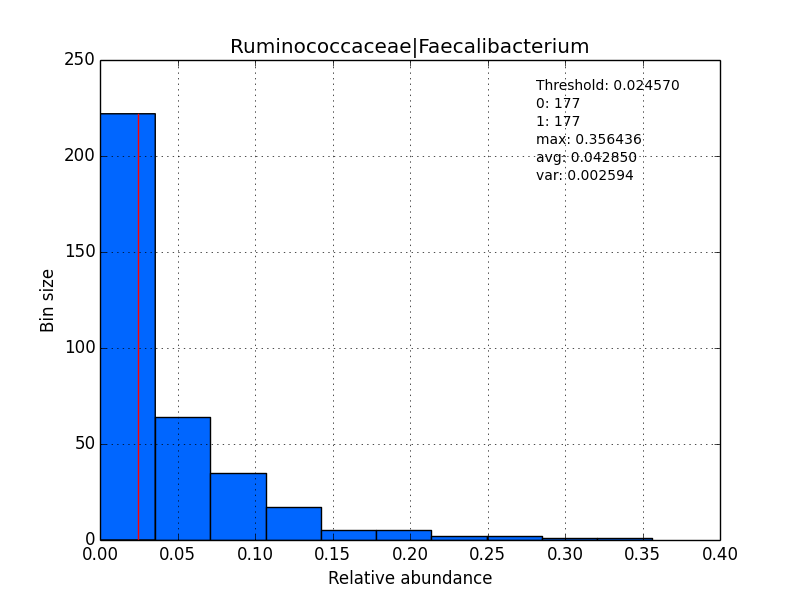 Ruminococcaceae|Faecalibacterium
250
200
150
100
50
0
Bin size
Threshold: 0.024570
0: 177
1: 177
max: 0.356436
avg: 0.042850
var: 0.002594
0.00 0.05 0.10 0.15 0.20 0.25 0.30 0.35 0.40
Relative abundance